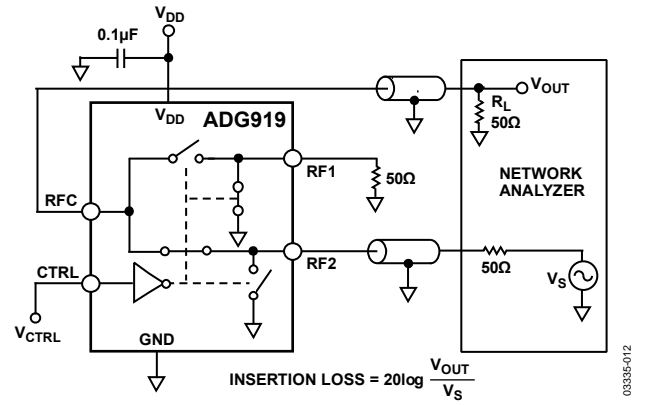 VDD
0.1µF
VDD
ADG919
VOUT
RL
50Ω
RF1
50Ω
NETWORK
ANALYZER
RFC
CTRL
RF2
50Ω
VS
VCTRL
GND
INSERTION LOSS = 20log VOUT
VS
03335-012